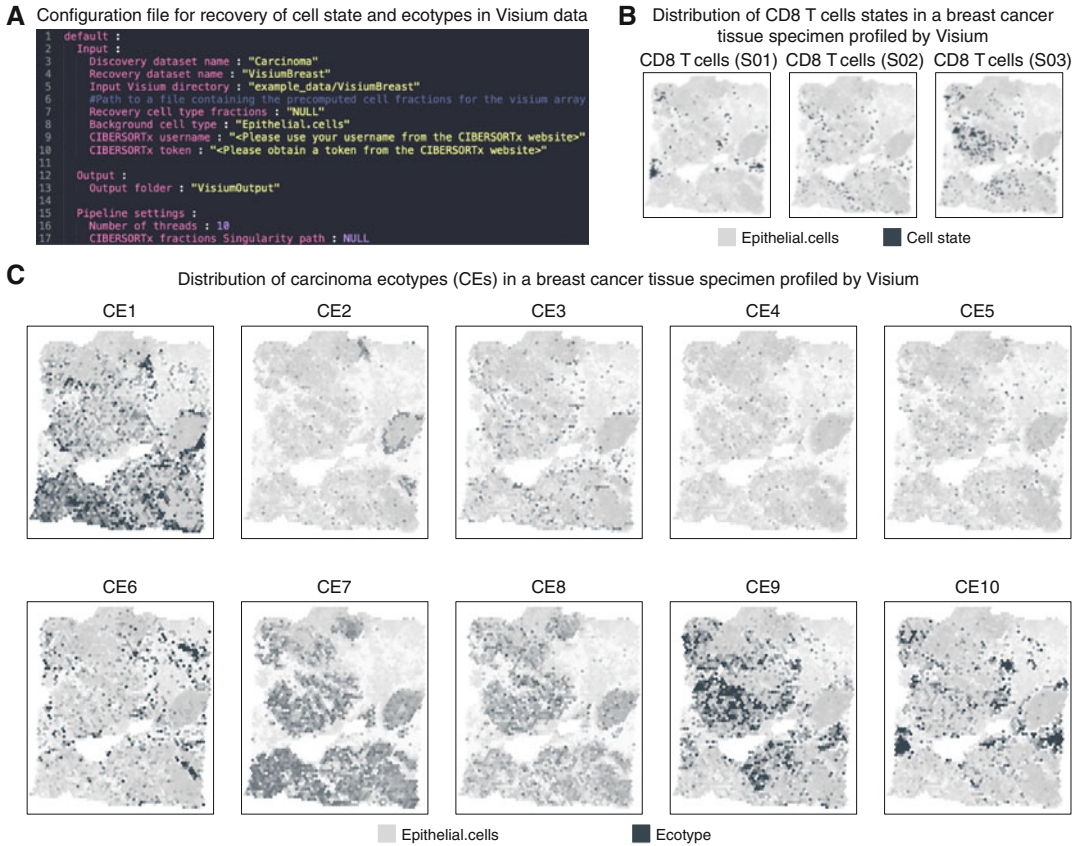 A Configuration file for recovery of cell state and ecotypes in Visium data
1 default :
2 Input :
3 Discovery dataset name : "Carcinoma"
4 Recovery dataset name : "VisiumBreast"
5 Input Visium directory : "example_data/VisiumBreast"
6 #Path to a file containing the precomputed cell fractions for the visium array
7 Recovery cell type fractions : "NULL"
8 Background cell type : "Epithelial.cells"
9 CIBERSORTx username : "<Please use your username from the CIBERSORTx website>"
10 CIBERSORTx token : "<Please obtain a token from the CIBERSORTx website>"
11
12 Output :
13 Output folder : "VisiumOutput"
14
15 Pipeline settings :
16 Number of threads : 10
17 CIBERSORTx fractions Singularity path : NULL
B Distribution of CD8 T cells states in a breast cancer
tissue specimen profiled by Visium
CD8 T cells (S01) CD8 T cells (S02) CD8 T cells (S03)
Epithelial.cells Cell state
C Distribution of carcinoma ecotypes (CEs) in a breast cancer tissue specimen profiled by Visium
CE1 CE2 CE3 CE4 CE5
CE6 CE7 CE8 CE9 CE10
Epithelial.cells Ecotype